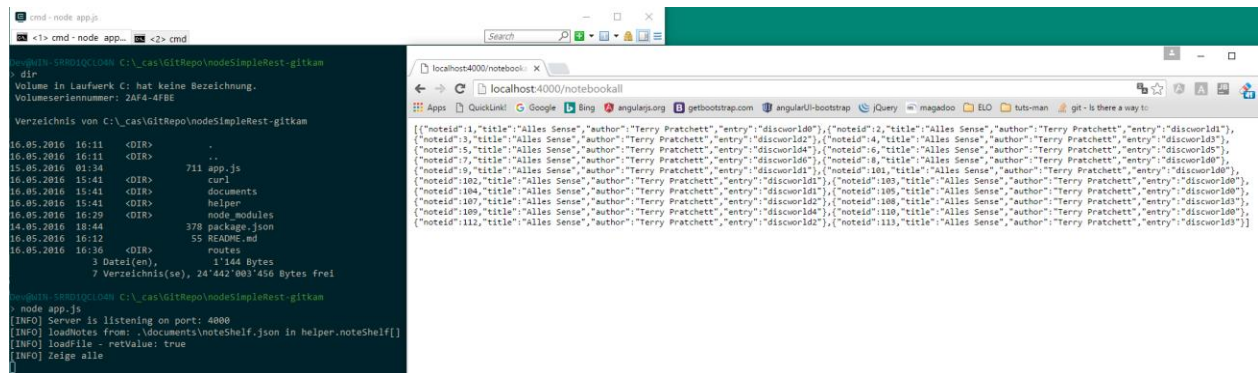 cmd - node app.js
<1> cmd - node app... <2> cmd
Search
C:\_cas\GitRepo\nodeSimpleRest-gitkam
> dir
Volume in Laufwerk C: hat keine Bezeichnung.
Volumeseriennummer: 2AF4-4FBE
Verzeichnis von C:\_cas\GitRepo\nodeSimpleRest-gitkam
16.05.2016 16:11 <DIR> .
16.05.2016 16:11 <DIR> ..
15.05.2016 01:34 711 app.js
16.05.2016 15:41 <DIR> curl
16.05.2016 15:41 <DIR> documents
16.05.2016 15:41 <DIR> helper
16.05.2016 16:29 <DIR> node_modules
14.05.2016 18:44 378 package.json
16.05.2016 16:12 55 README.md
16.05.2016 16:36 <DIR> routes
3 Datei(en), 1'144 Bytes
7 Verzeichnis(se), 24'442'003'456 Bytes frei
C:\_cas\GitRepo\nodeSimpleRest-gitkam
> node app.js
[INFO] Server is listening on port: 4000
[INFO] loadNotes from: .\documents\noteShelf.json in helper.noteShelf[]
[INFO] loadFile - retValue: true
[INFO] Zeige alle
localhost:4000/notebooka
localhost:4000/notebookall
Apps QuickLink! Google Bing angularjs.org getbootstrap.com angularUI-bootstrap jQuery magadoo ELO tuts-man git - Is there a way to
[{"noteid":1,"title":"Alles Sense","author":"Terry Pratchett","entry":"discworld0"},{"noteid":2,"title":"Alles Sense","author":"Terry Pratchett","entry":"discworld1"},
{"noteid":3,"title":"Alles Sense","author":"Terry Pratchett","entry":"discworld2"},{"noteid":4,"title":"Alles Sense","author":"Terry Pratchett","entry":"discworld3"},
{"noteid":5,"title":"Alles Sense","author":"Terry Pratchett","entry":"discworld4"},{"noteid":6,"title":"Alles Sense","author":"Terry Pratchett","entry":"discworld5"},
{"noteid":7,"title":"Alles Sense","author":"Terry Pratchett","entry":"discworld6"},{"noteid":8,"title":"Alles Sense","author":"Terry Pratchett","entry":"discworld0"},
{"noteid":9,"title":"Alles Sense","author":"Terry Pratchett","entry":"discworld1"},{"noteid":101,"title":"Alles Sense","author":"Terry Pratchett","entry":"discworld0"},
{"noteid":102,"title":"Alles Sense","author":"Terry Pratchett","entry":"discworld1"},{"noteid":103,"title":"Alles Sense","author":"Terry Pratchett","entry":"discworld0"},
{"noteid":104,"title":"Alles Sense","author":"Terry Pratchett","entry":"discworld1"},{"noteid":105,"title":"Alles Sense","author":"Terry Pratchett","entry":"discworld0"},
{"noteid":107,"title":"Alles Sense","author":"Terry Pratchett","entry":"discworld2"},{"noteid":108,"title":"Alles Sense","author":"Terry Pratchett","entry":"discworld3"},
{"noteid":109,"title":"Alles Sense","author":"Terry Pratchett","entry":"discworld4"},{"noteid":110,"title":"Alles Sense","author":"Terry Pratchett","entry":"discworld0"},
{"noteid":112,"title":"Alles Sense","author":"Terry Pratchett","entry":"discworld2"},{"noteid":113,"title":"Alles Sense","author":"Terry Pratchett","entry":"discworld3"}]